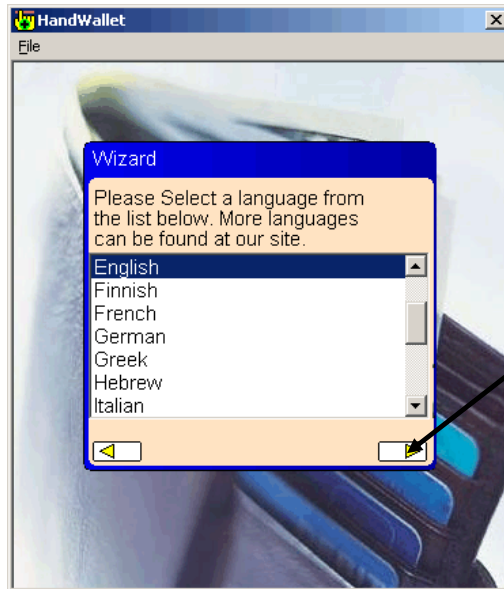 HandWallet
File
Wizard
Please Select a language from
the list below. More languages
can be found at our site.
English
Finnish
French
German
Greek
Hebrew
Italian